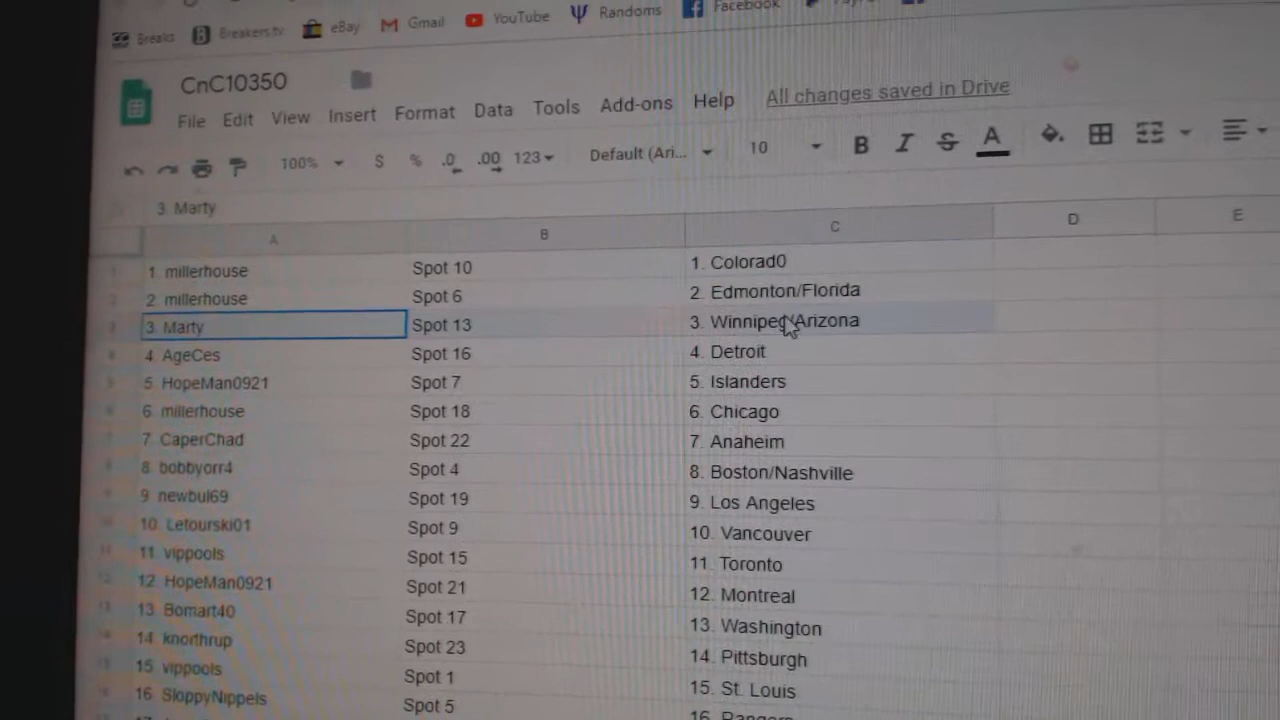 Breaks Breakers.tv eBay Gmail YouTube Randoms Facebook
CnC10350
File Edit View Insert Format Data Tools Add-ons Help All changes saved in Drive
100% $ % .0 .00 123 Default (Ari... 10 B I S A
3. Marty
A B C D E
1. millerhouse Spot 10 1. Colorad0
2. millerhouse Spot 6 2. Edmonton/Florida
3. Marty Spot 13 3. Winnipeg/Arizona
4. AgeCes Spot 16 4. Detroit
5. HopeMan0921 Spot 7 5. Islanders
6. millerhouse Spot 18 6. Chicago
7. CaperChad Spot 22 7. Anaheim
8. bobbyorr4 Spot 4 8. Boston/Nashville
9. newbul69 Spot 19 9. Los Angeles
10. Letourski01 Spot 9 10. Vancouver
11. vippools Spot 15 11. Toronto
12. HopeMan0921 Spot 21 12. Montreal
13. Bomart40 Spot 17 13. Washington
14. knorthrup Spot 23 14. Pittsburgh
15. vippools Spot 1 15. St. Louis
16. SloppyNippels Spot 5 16. Rangers